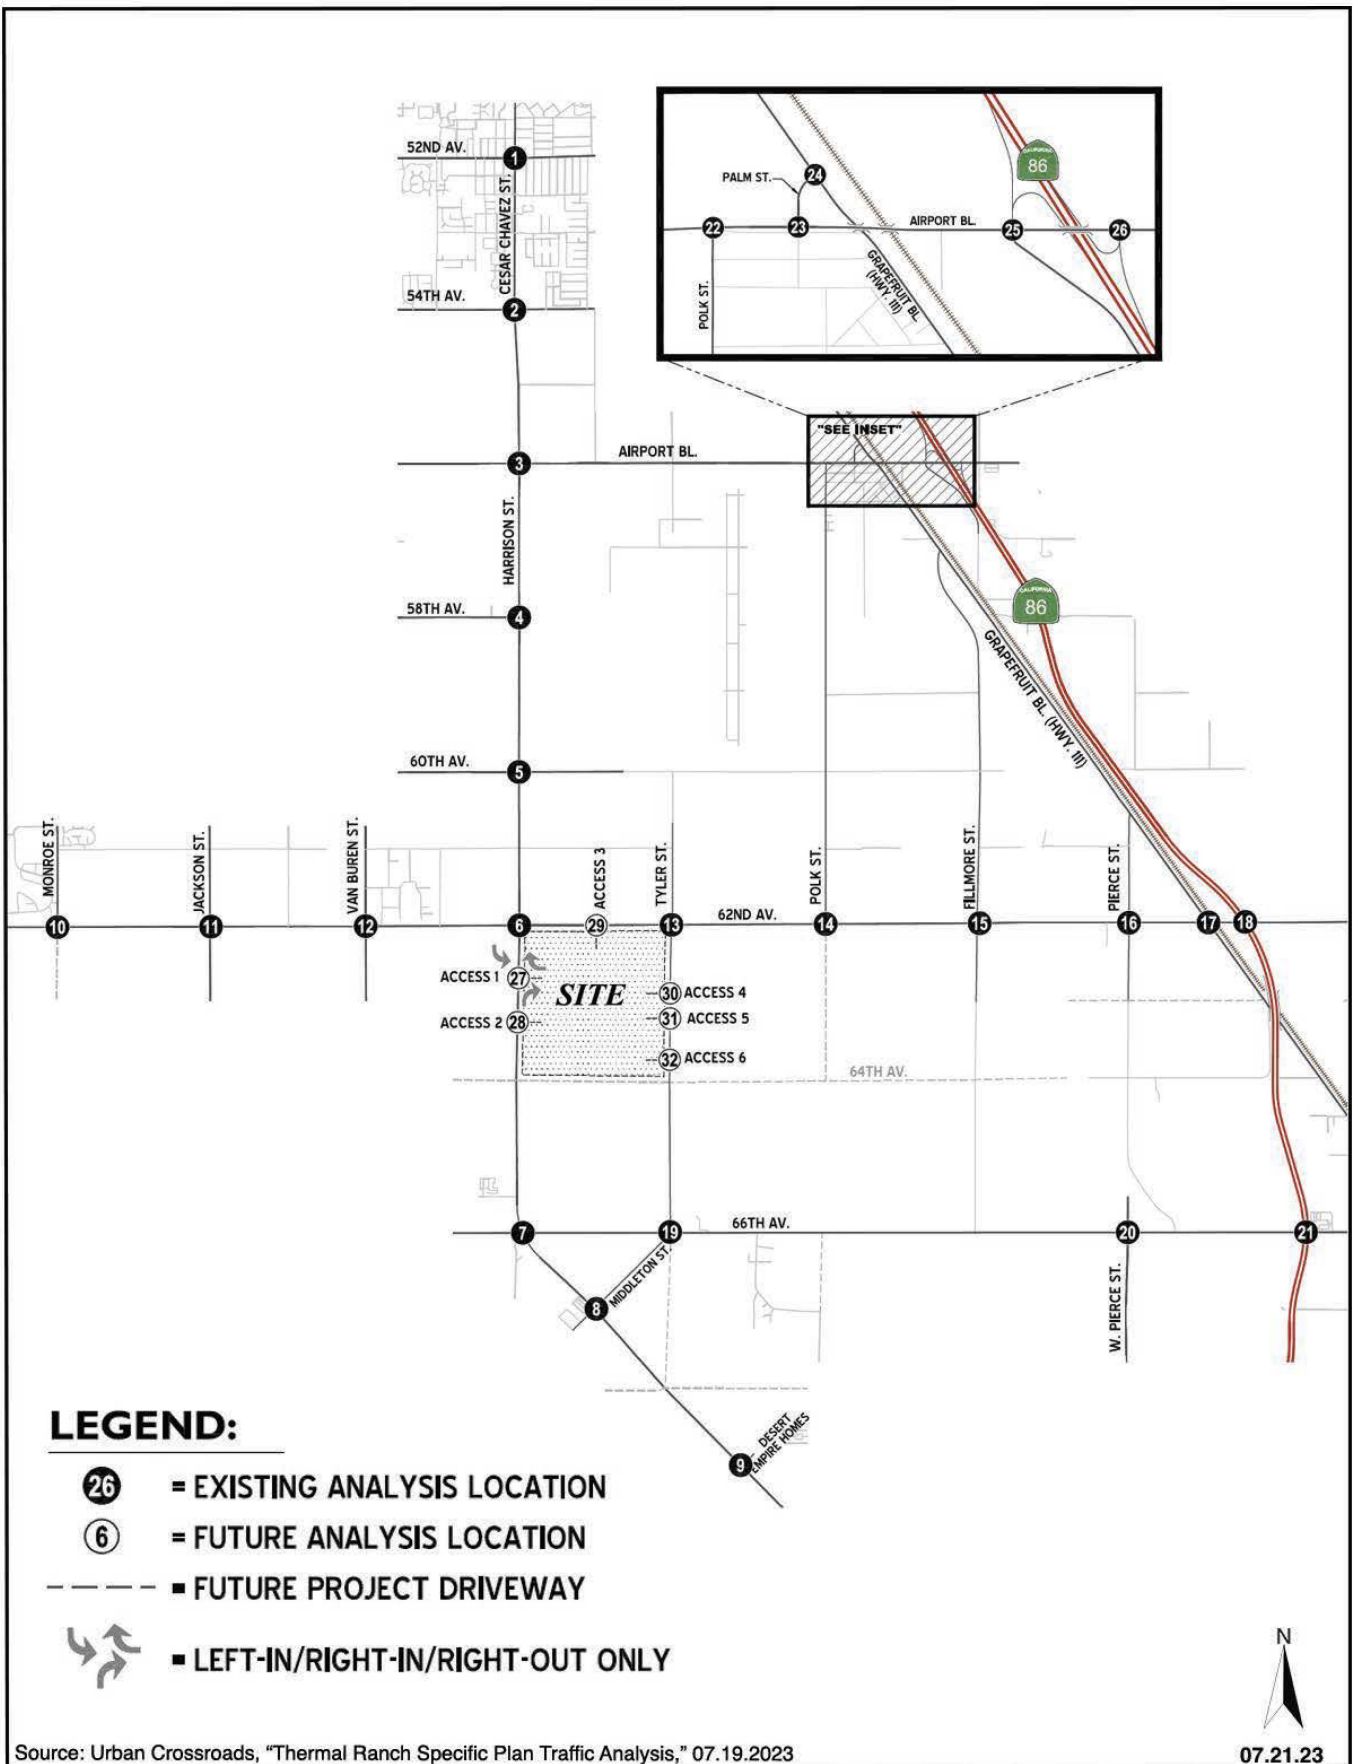 52ND AV.
1
CESAR CHAVEZ ST.
54TH AV.
2
CALIFORNIA
86
PALM ST.
24
22
23
AIRPORT BL.
25
26
POLK ST.
GRAPEFRUIT BL.
(HWY. 111)
"SEE INSET"
3
AIRPORT BL.
HARRISON ST.
58TH AV.
4
CALIFORNIA
86
GRAPEFRUIT BL. (HWY. 111)
60TH AV.
5
MONROE ST.
JACKSON ST.
VAN BUREN ST.
ACCESS 3
TYLER ST.
POLK ST.
FILLMORE ST.
PIERCE ST.
62ND AV.
10
11
12
6
29
13
14
15
16
17
18
ACCESS 1
27
SITE
30
ACCESS 4
ACCESS 2
28
31
ACCESS 5
32
ACCESS 6
64TH AV.
7
19
66TH AV.
20
21
MIDDLETON ST.
8
W. PIERCE ST.
9
DESERT
EMPIRE HOMES
LEGEND:
26 = EXISTING ANALYSIS LOCATION
6 = FUTURE ANALYSIS LOCATION
= FUTURE PROJECT DRIVEWAY
= LEFT-IN/RIGHT-IN/RIGHT-OUT ONLY
N
Source: Urban Crossroads, “Thermal Ranch Specific Plan Traffic Analysis,” 07.19.2023
07.21.23